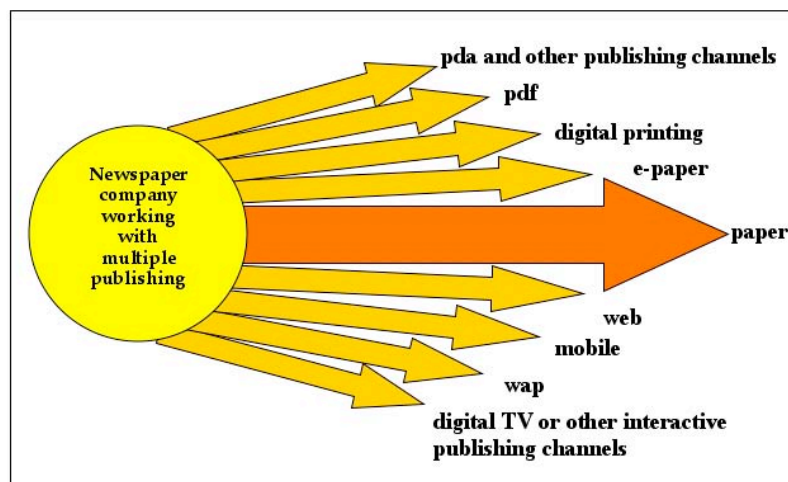 pda and other publishing channels
pdf
digital printing
e-paper
Newspaper
company
working
with
multiple
publishing
paper
web
mobile
wap
digital TV or other interactive
publishing channels